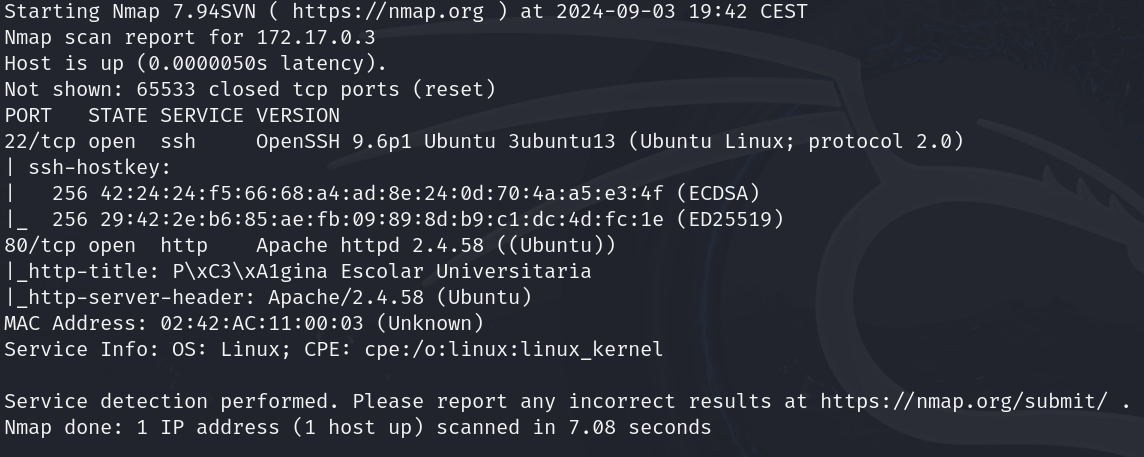 Starting Nmap 7.94SVN ( https://nmap.org ) at 2024-09-03 19:42 CEST
Nmap scan report for 172.17.0.3
Host is up (0.0000050s latency).
Not shown: 65533 closed tcp ports (reset)
PORT   STATE SERVICE VERSION
22/tcp open  ssh     OpenSSH 9.6p1 Ubuntu 3ubuntu13 (Ubuntu Linux; protocol 2.0)
| ssh-hostkey:
|   256 42:24:24:f5:66:68:a4:ad:8e:24:0d:70:4a:a5:e3:4f (ECDSA)
|_  256 29:42:2e:b6:85:ae:fb:09:89:8d:b9:c1:dc:4d:fc:1e (ED25519)
80/tcp open  http    Apache httpd 2.4.58 ((Ubuntu))
|_http-title: P\xC3\xA1gina Escolar Universitaria
|_http-server-header: Apache/2.4.58 (Ubuntu)
MAC Address: 02:42:AC:11:00:03 (Unknown)
Service Info: OS: Linux; CPE: cpe:/o:linux:linux_kernel

Service detection performed. Please report any incorrect results at https://nmap.org/submit/ .
Nmap done: 1 IP address (1 host up) scanned in 7.08 seconds